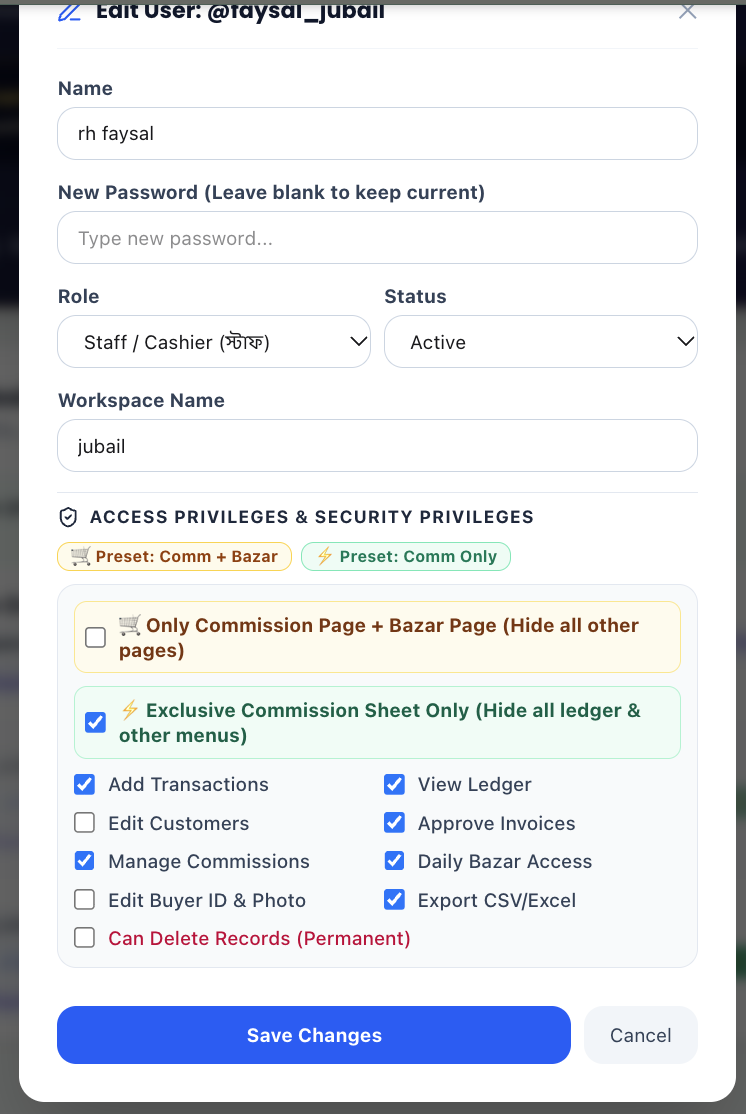 Edit User: @faysal_jubail
Name
rh faysal
New Password (Leave blank to keep current)
Type new password...
Role
Status
Staff / Cashier (স্টাফ)
Active
Workspace Name
jubail
ACCESS PRIVILEGES & SECURITY PRIVILEGES
🛒 Preset: Comm + Bazar
⚡ Preset: Comm Only
🛒 Only Commission Page + Bazar Page (Hide all other
pages)
⚡ Exclusive Commission Sheet Only (Hide all ledger &
other menus)
Add Transactions
View Ledger
Edit Customers
Approve Invoices
Manage Commissions
Daily Bazar Access
Edit Buyer ID & Photo
Export CSV/Excel
Can Delete Records (Permanent)
Save Changes
Cancel